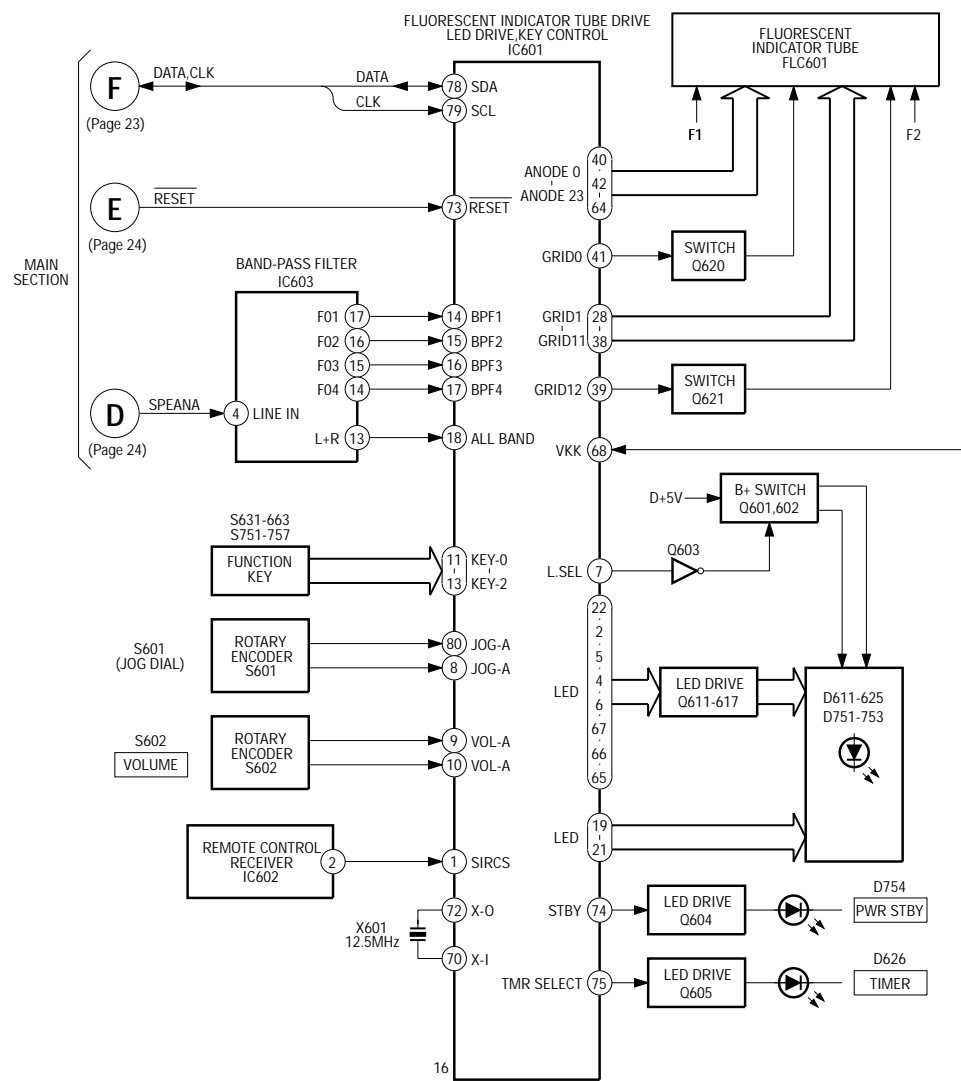 FLUORESCENT INDICATOR TUBE DRIVE
LED DRIVE,KEY CONTROL
IC601
FLUORESCENT
INDICATOR TUBE
FLC601
F1
F2
MAIN
SECTION
F
(Page 23)
DATA,CLK
DATA
CLK
78 SDA
79 SCL
E
(Page 24)
RESET
73 RESET
BAND-PASS FILTER
IC603
F01 17
F02 16
F03 15
F04 14
L+R 13
14 BPF1
15 BPF2
16 BPF3
17 BPF4
18 ALL BAND
D
(Page 24)
SPEANA
4 LINE IN
S631-663
S751-757
FUNCTION
KEY
11 KEY-0
13 KEY-2
S601
(JOG DIAL)
ROTARY
ENCODER
S601
80 JOG-A
8 JOG-A
S602
VOLUME
ROTARY
ENCODER
S602
9 VOL-A
10 VOL-A
REMOTE CONTROL
RECEIVER
IC602
2
1 SIRCS
X601
12.5MHz
72 X-O
70 X-I
16
ANODE 0
ANODE 23
40
42
64
GRID0 41
SWITCH
Q620
GRID1 28
GRID11 38
GRID12 39
SWITCH
Q621
VKK 68
D+5V
B+ SWITCH
Q601,602
L.SEL 7
Q603
LED
22
2
5
4
6
67
66
65
LED DRIVE
Q611-617
D611-625
D751-753
LED
19
21
STBY 74
LED DRIVE
Q604
D754
PWR STBY
TMR SELECT 75
LED DRIVE
Q605
D626
TIMER